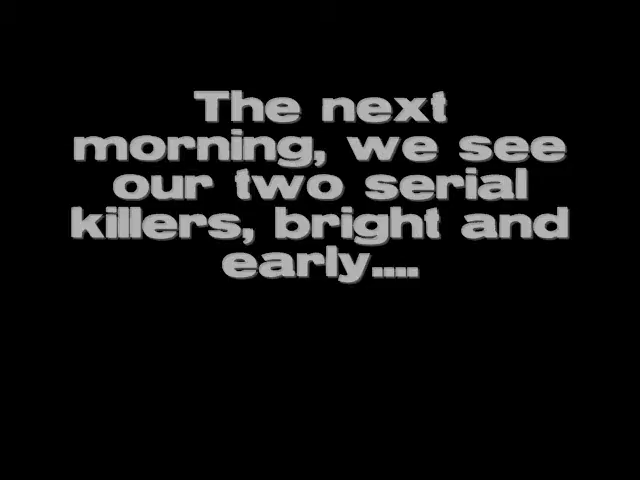 The next
morning, we see
our two serial
killers, bright and
early....